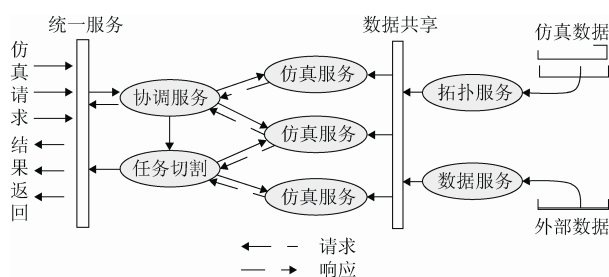 统一服务
数据共享
仿真数据
仿真请求
结果返回
协调服务
任务切割
仿真服务
仿真服务
仿真服务
拓扑服务
数据服务
外部数据
请求
响应